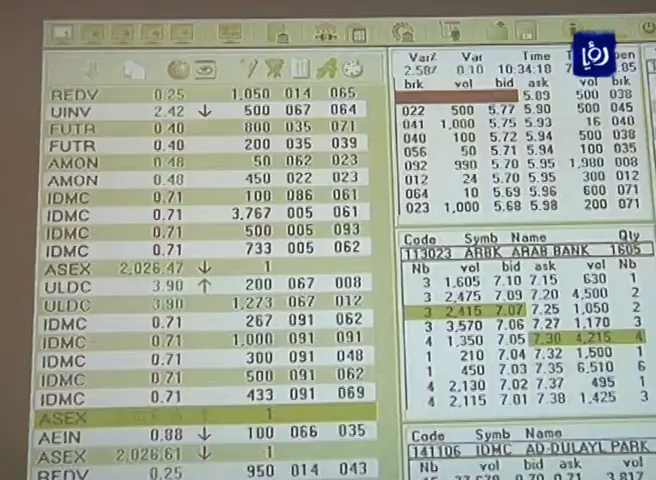 رؤيا
REDV 0.25 1,050 014 065
UINV 2.42 ↓ 500 067 064
FUTR 0.40 800 035 071
FUTR 0.40 200 035 039
AMON 0.48 50 062 023
AMON 0.48 450 022 023
IDMC 0.71 100 086 061
IDMC 0.71 3,767 005 061
IDMC 0.71 500 005 093
IDMC 0.71 733 005 062
ASEX 2,026.47 ↓ 1
ULDC 3.90 ↑ 200 067 008
ULDC 3.90 1,273 067 012
IDMC 0.71 267 091 062
IDMC 0.71 1,000 091 091
IDMC 0.71 300 091 048
IDMC 0.71 500 091 062
IDMC 0.71 433 091 069
ASEX 1
AEIN 0.88 ↓ 100 066 035
ASEX 2,026.61 ↓ 1
REDV 0.25 950 014 043
Var% Var Time
2.58% 0.10 10:34:18
brk vol bid ask vol brk
5.89 500 038
022 500 5.77 5.90 500 045
041 1,000 5.75 5.93 16 040
040 100 5.72 5.94 500 038
056 50 5.71 5.94 100 035
092 990 5.70 5.95 1,980 008
012 24 5.70 5.95 300 012
064 10 5.69 5.96 600 071
023 1,000 5.68 5.98 200 071
Code Symb Name Qty
113023 ARBK ARAB BANK 1605
Nb vol bid ask vol Nb
3 1,605 7.10 7.15 630 1
3 2,475 7.09 7.20 4,500 2
3 2,415 7.07 7.25 1,050 2
3 3,570 7.06 7.27 1,170 3
4 1,350 7.05 7.30 4,215 4
1 210 7.04 7.32 1,500 1
1 450 7.03 7.35 6,510 6
4 2,130 7.02 7.37 495 1
4 2,115 7.01 7.38 1,425 3
Code Symb Name
141106 IDMC AD-DULAYL PARK
Nb vol bid ask vol Nb